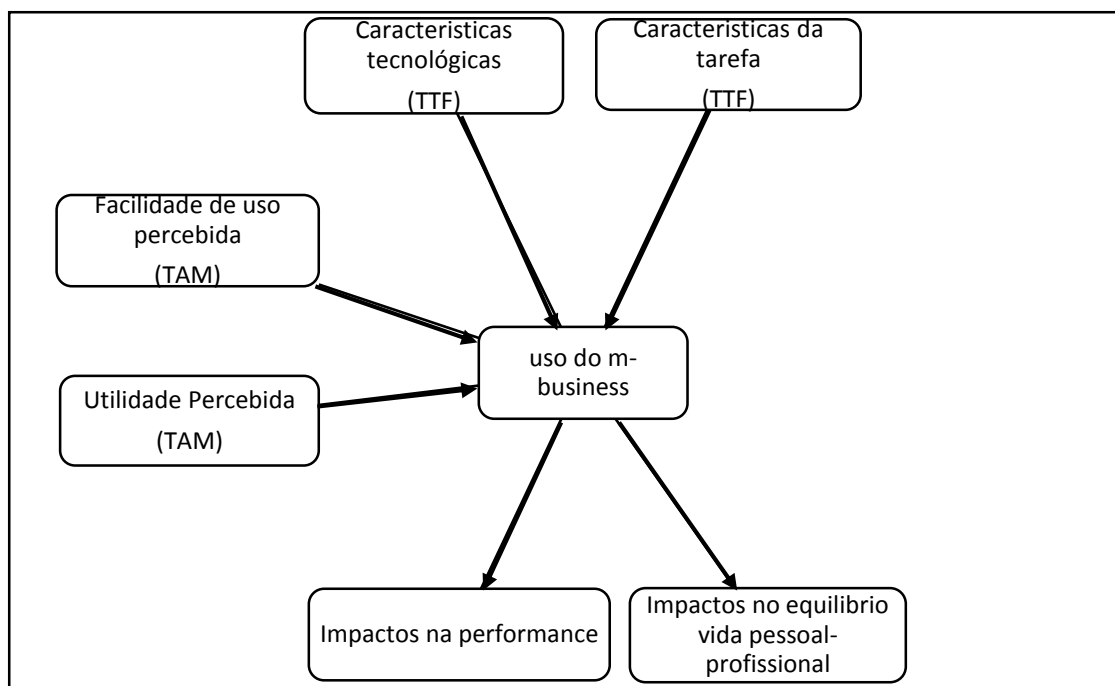 Caracteristicas
tecnológicas
(TTF)
Caracteristicas da
tarefa
(TTF)
Facilidade de uso
percebida
(TAM)
uso do m-
business
Utilidade Percebida
(TAM)
Impactos na performance
Impactos no equilibrio
vida pessoal-
profissional